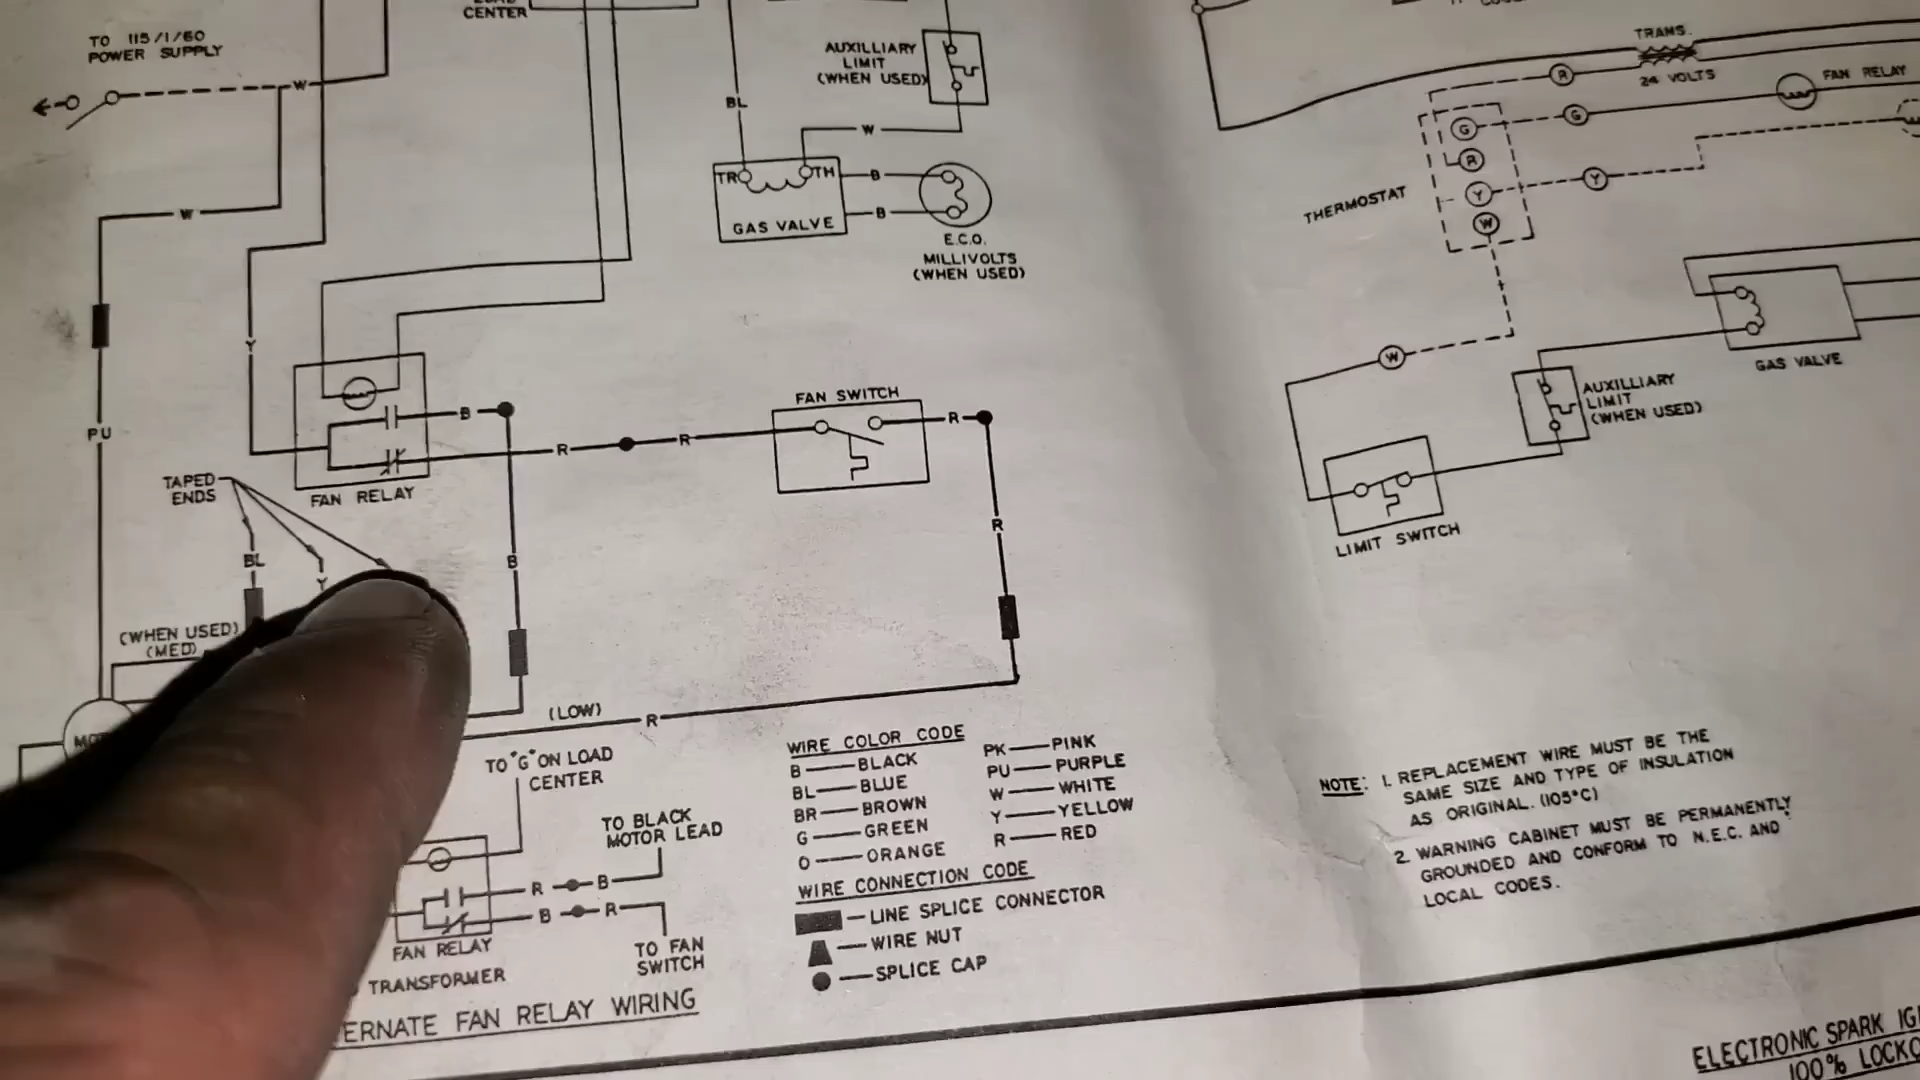 CENTER
TO 115/1/60
POWER SUPPLY
W
W
PU
Y
BL
AUXILLIARY
LIMIT
(WHEN USED)
W
TR
TH
B
B
GAS VALVE
E.C.O.
MILLIVOLTS
(WHEN USED)
FAN SWITCH
B
R
R
R
R
B
FAN RELAY
TAPED
ENDS
BL
Y
(WHEN USED)
(MED)
(LOW)
R
TO "G" ON LOAD
CENTER
TO BLACK
MOTOR LEAD
R
B
B
R
FAN RELAY
TO FAN
SWITCH
TRANSFORMER
FAN RELAY WIRING
WIRE COLOR CODE
B — BLACK
BL — BLUE
BR — BROWN
G — GREEN
O — ORANGE
PK — PINK
PU — PURPLE
W — WHITE
Y — YELLOW
R — RED
WIRE CONNECTION CODE
— LINE SPLICE CONNECTOR
— WIRE NUT
— SPLICE CAP
TRANS.
24 VOLTS
R
G
FAN RELAY
G
R
Y
W
Y
THERMOSTAT
W
GAS VALVE
AUXILLIARY
LIMIT
(WHEN USED)
LIMIT SWITCH
NOTE: 1. REPLACEMENT WIRE MUST BE THE
SAME SIZE AND TYPE OF INSULATION
AS ORIGINAL. (105°C)
2. WARNING CABINET MUST BE PERMANENTLY
GROUNDED AND CONFORM TO N.E.C. AND
LOCAL CODES.
ELECTRONIC SPARK
100%